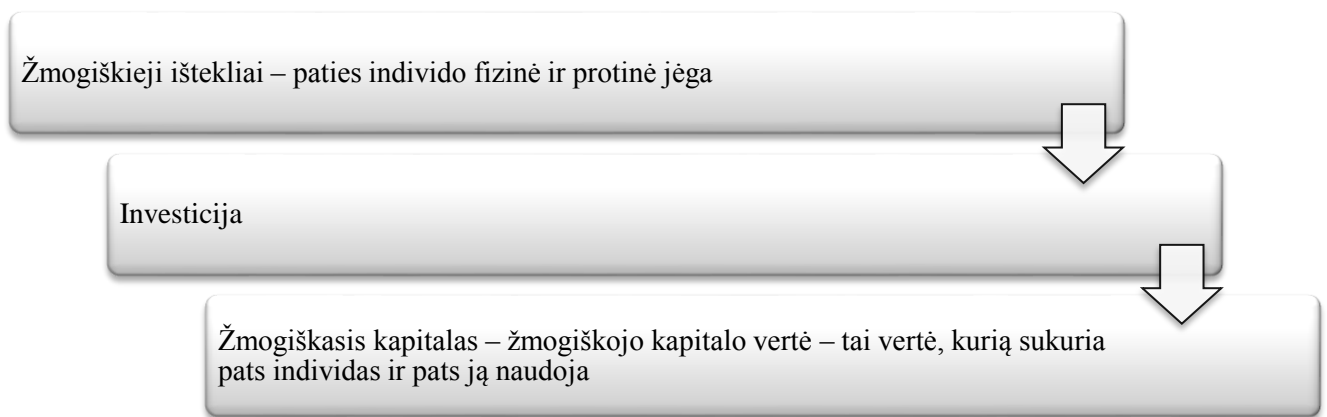 Žmogiškieji ištekliai – paties individo fizinė ir protinė jėga
Investicija
Žmogiškasis kapitalas – žmogiškojo kapitalo vertė – tai vertė, kurią sukuria
pats individas ir pats ją naudoja